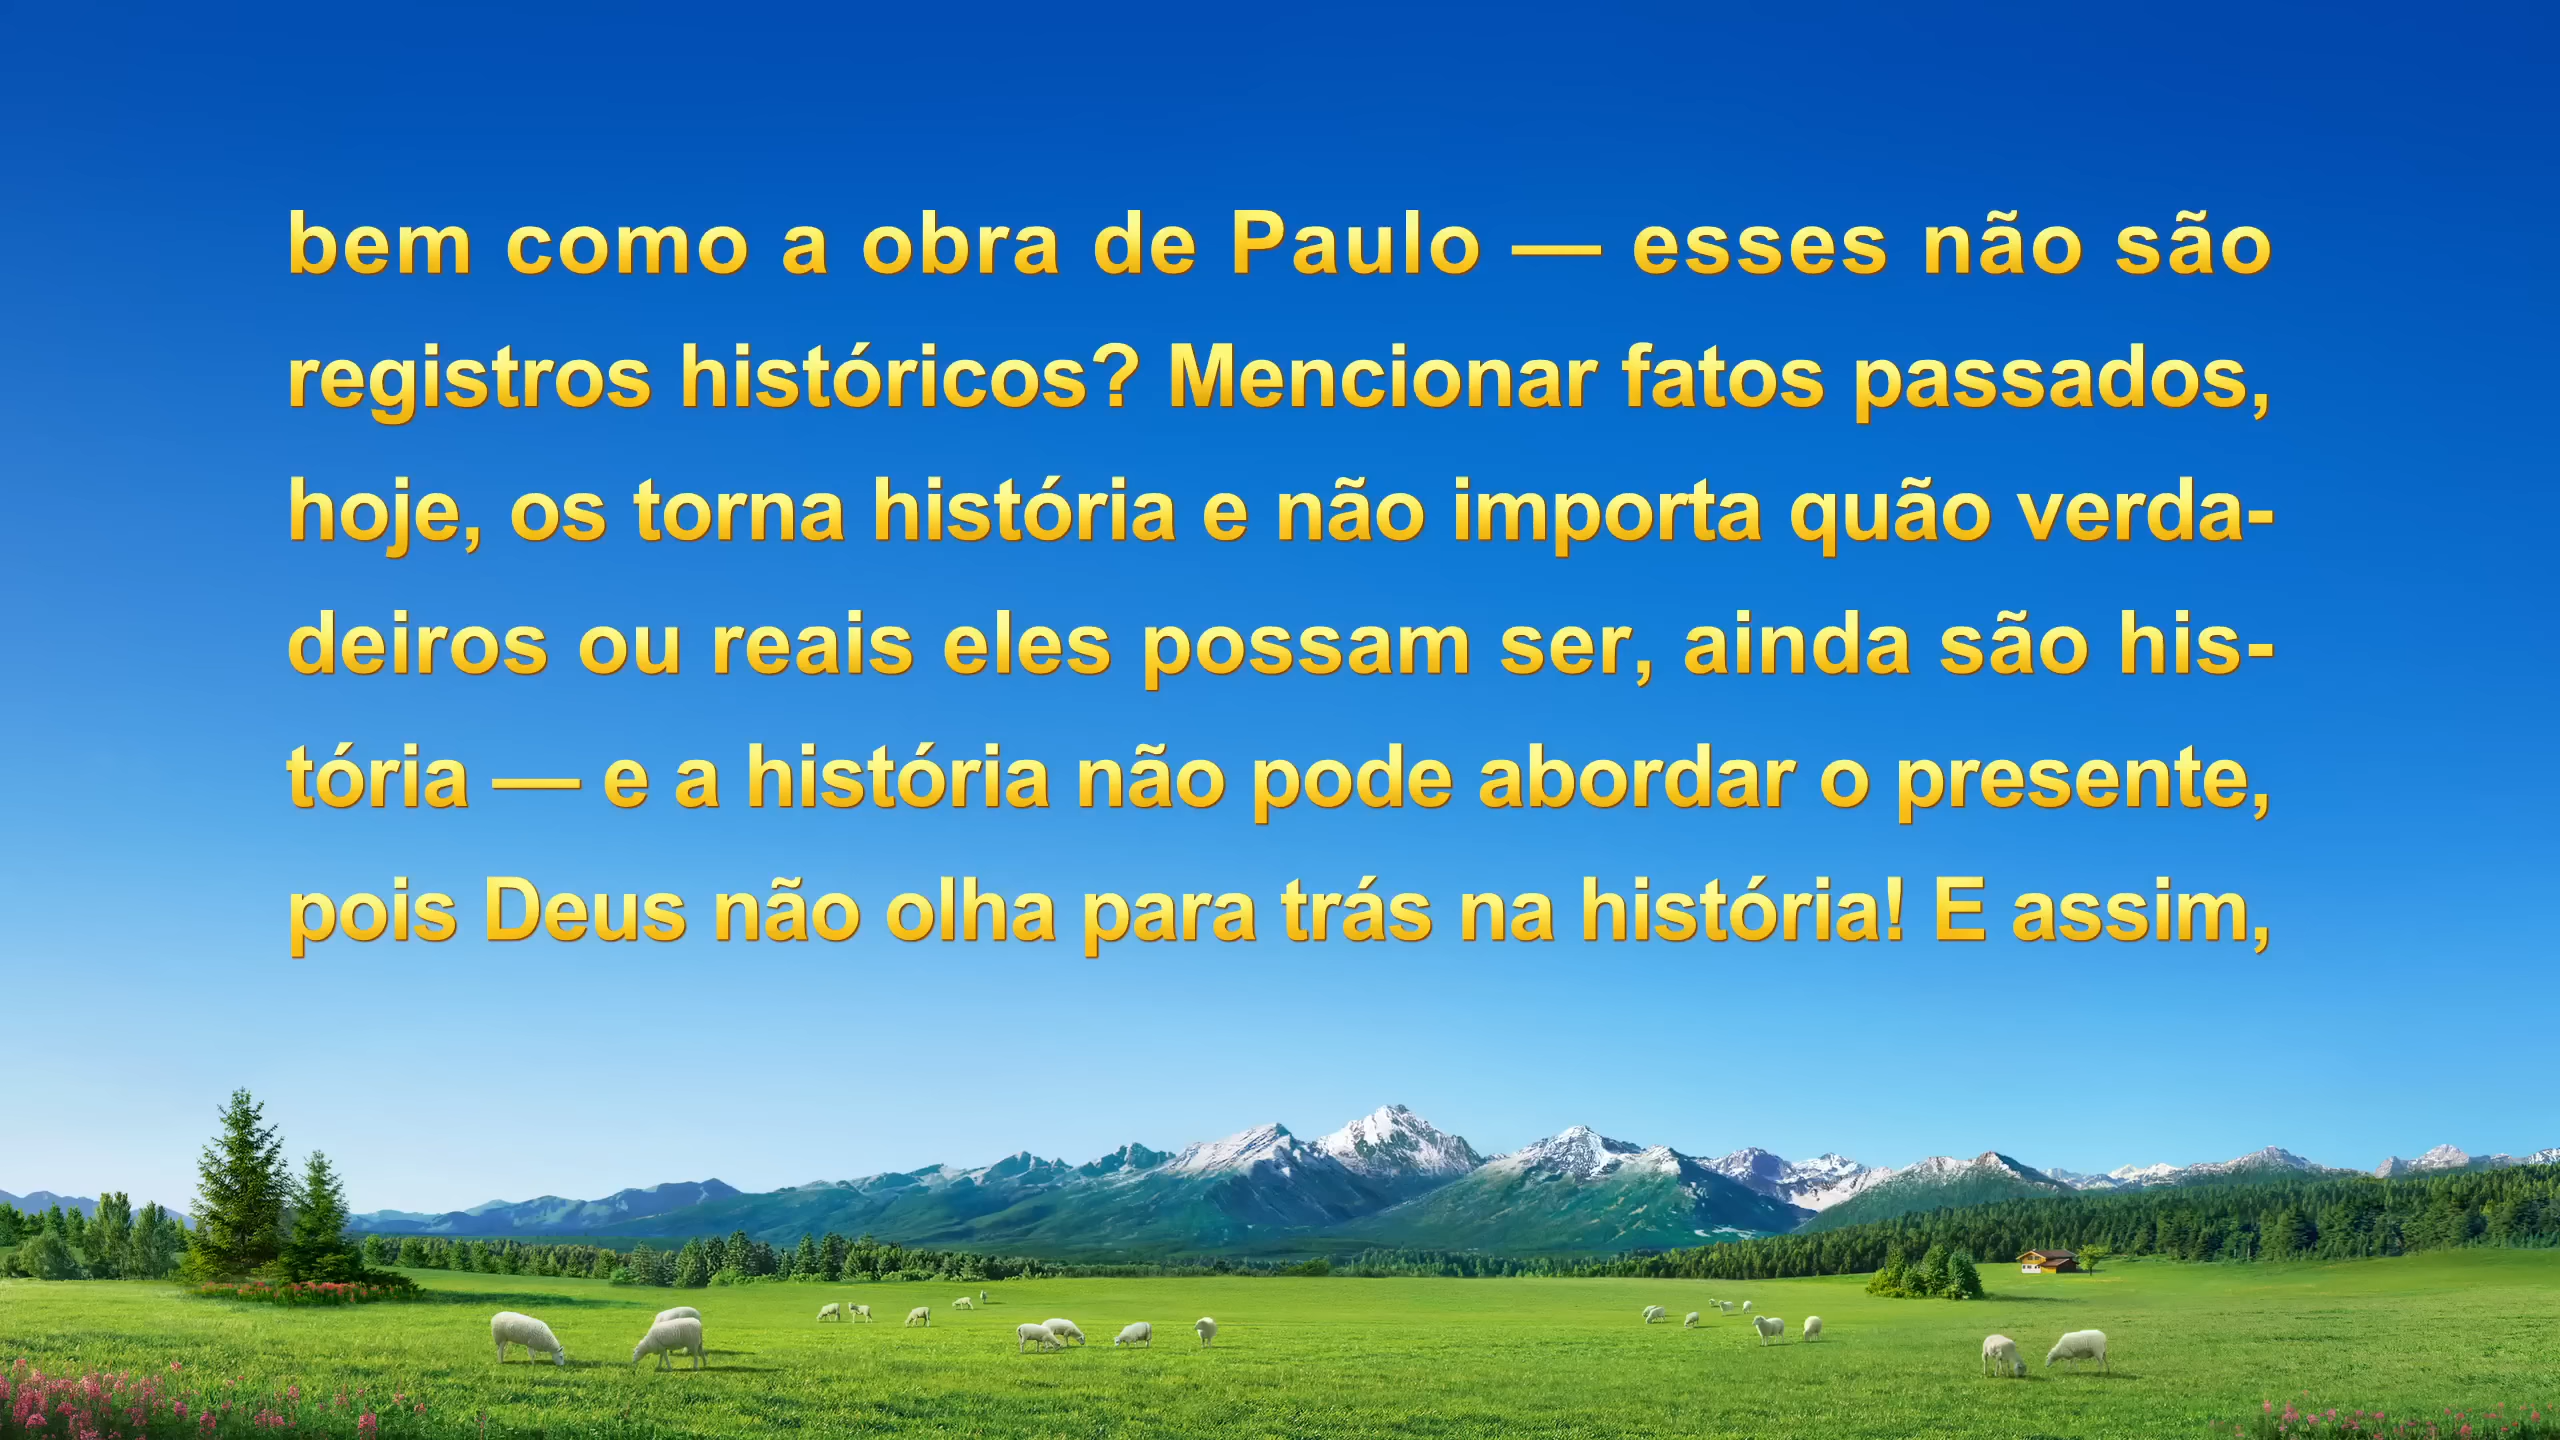 bem como a obra de Paulo — esses não são
registros históricos? Mencionar fatos passados,
hoje, os torna história e não importa quão verda-
deiros ou reais eles possam ser, ainda são his-
tória — e a história não pode abordar o presente,
pois Deus não olha para trás na história! E assim,